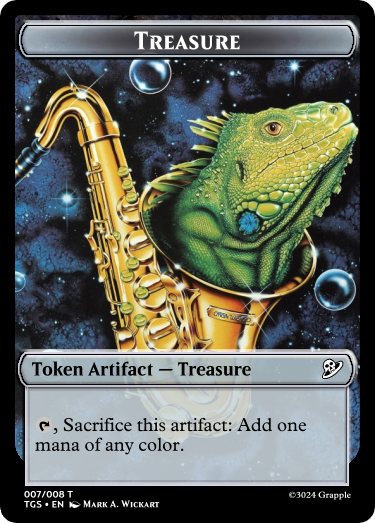 TREASURE
Token Artifact — Treasure
, Sacrifice this artifact: Add one
mana of any color.
007/008 T
TGS • EN MARK A. WICKART
©3024 Grapple